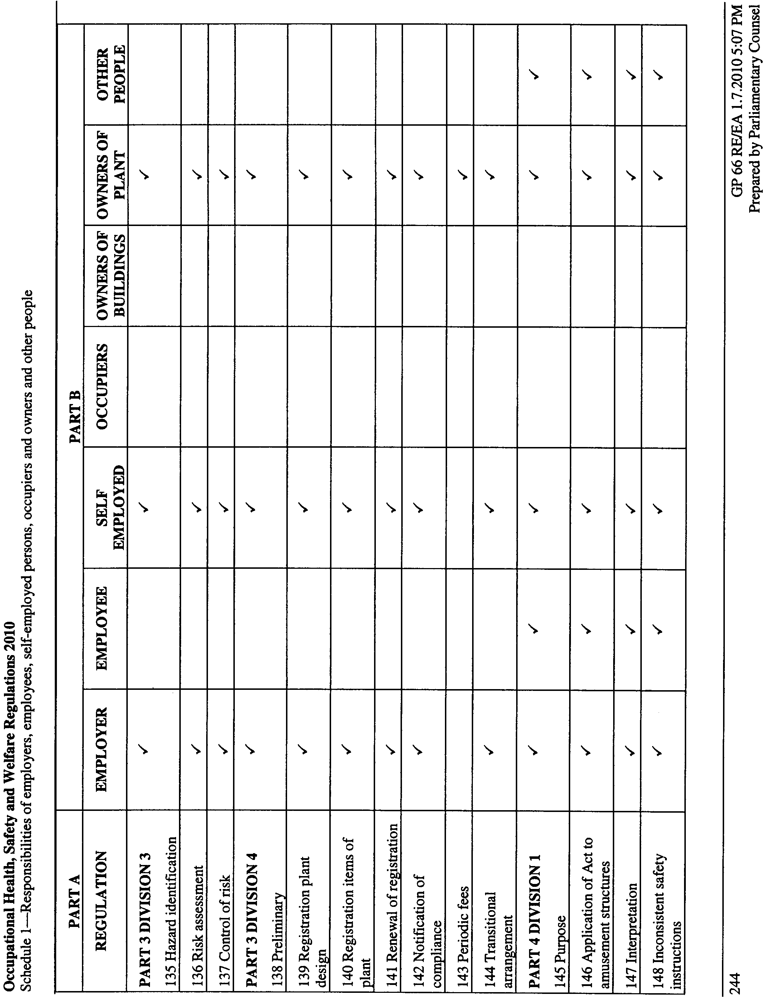 Occupational Health, Safety and Welfare Regulations 2010
Schedule 1—Responsibilities of employers, employees, self-employed persons, occupiers and owners and other people
PART A PART B
REGULATION EMPLOYER EMPLOYEE SELF EMPLOYED OCCUPIERS OWNERS OF BUILDINGS OWNERS OF PLANT OTHER PEOPLE
PART 3 DIVISION 3 ✓ ✓ ✓
135 Hazard identification
136 Risk assessment ✓ ✓ ✓
137 Control of risk ✓ ✓ ✓
PART 3 DIVISION 4 ✓ ✓ ✓
138 Preliminary
139 Registration plant ✓ ✓ ✓
design
140 Registration items of ✓ ✓ ✓
plant
141 Renewal of registration ✓ ✓ ✓
142 Notification of ✓ ✓ ✓
compliance
143 Periodic fees ✓
144 Transitional ✓ ✓ ✓
arrangement
PART 4 DIVISION 1 ✓ ✓ ✓ ✓ ✓
145 Purpose
146 Application of Act to ✓ ✓ ✓ ✓ ✓
amusement structures
147 Interpretation ✓ ✓ ✓ ✓ ✓
148 Inconsistent safety ✓ ✓ ✓ ✓ ✓
instructions
244 GP 66 RE/EA 1.7.2010 5:07 PM
Prepared by Parliamentary Counsel